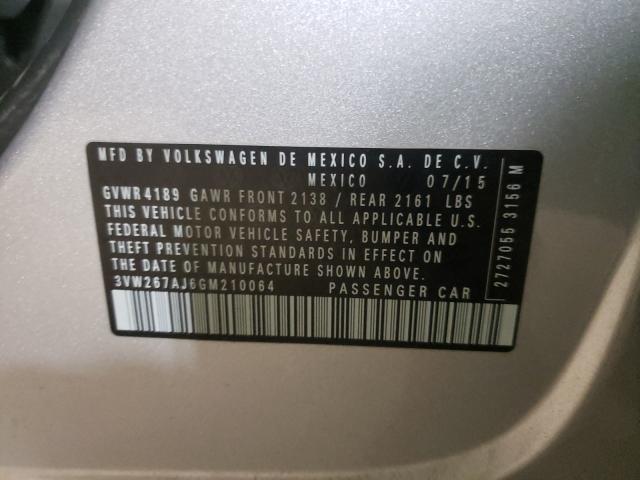 MFD BY VOLKSWAGEN DE MEXICO S.A. DE C.V.
MEXICO 07/15
GVWR 4189 GAWR FRONT 2138 / REAR 2161 LBS
THIS VEHICLE CONFORMS TO ALL APPLICABLE U.S.
FEDERAL MOTOR VEHICLE SAFETY, BUMPER AND
THEFT PREVENTION STANDARDS IN EFFECT ON
THE DATE OF MANUFACTURE SHOWN ABOVE.
3VW267AJ6GM210064 PASSENGER CAR
2727055 3156 M